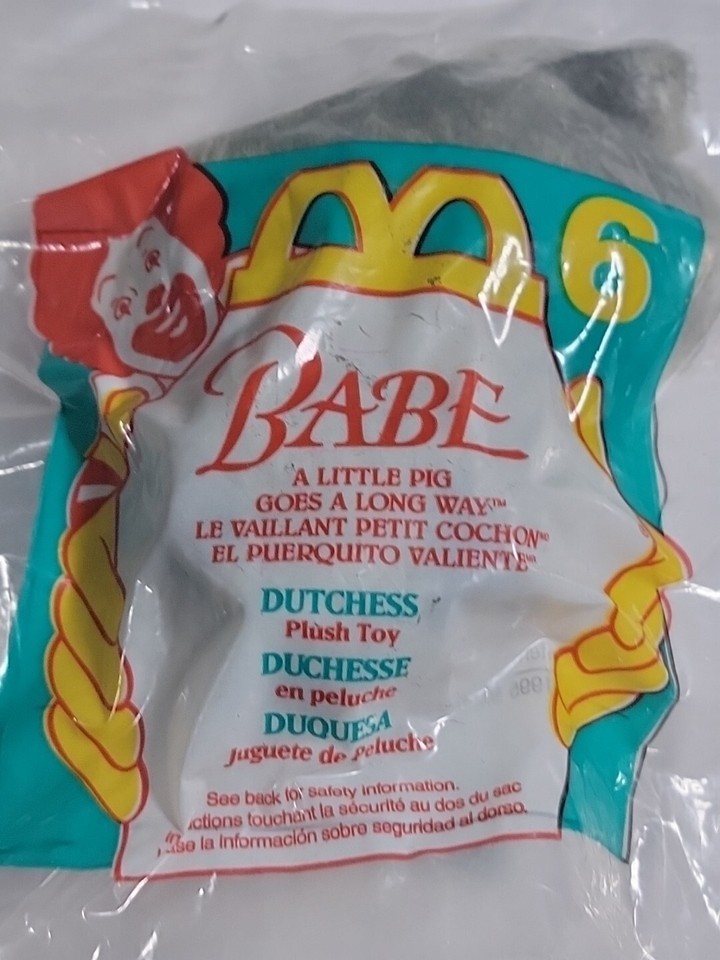 6
BABE
A LITTLE PIG
GOES A LONG WAY™
LE VAILLANT PETIT COCHON™
EL PUERQUITO VALIENTE™
DUTCHESS
Plush Toy
DUCHESSE
en peluche
DUQUESA
Juguete de peluche
See back for safety information.
ctions touchant la sécurité au dos du sac
la información sobre seguridad al dorso.